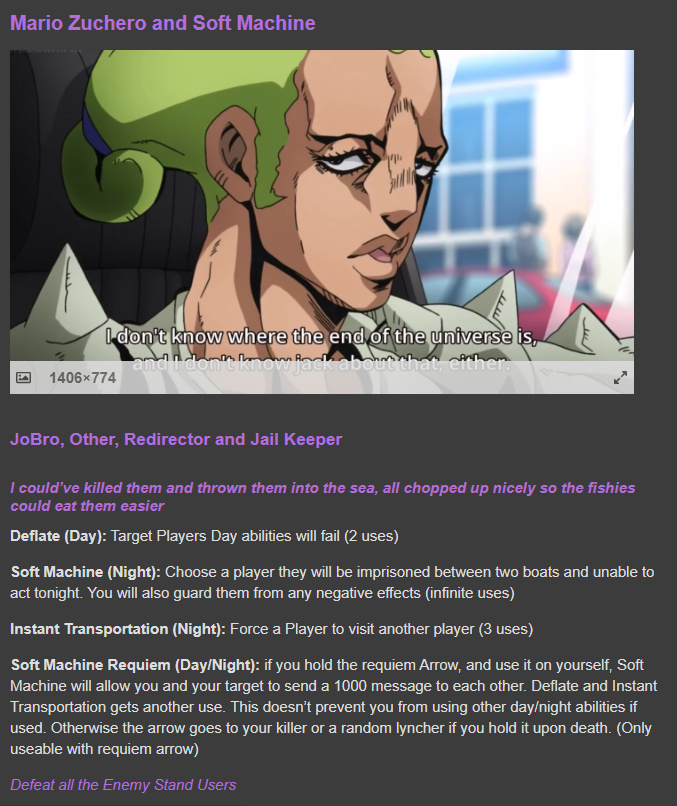 Mario Zuchero and Soft Machine
I don't know where the end of the universe is,
and I don't know jack about that, either.
1406×774
JoBro, Other, Redirector and Jail Keeper
I could've killed them and thrown them into the sea, all chopped up nicely so the fishies
could eat them easier
Deflate (Day): Target Players Day abilities will fail (2 uses)
Soft Machine (Night): Choose a player they will be imprisoned between two boats and unable to
act tonight. You will also guard them from any negative effects (infinite uses)
Instant Transportation (Night): Force a Player to visit another player (3 uses)
Soft Machine Requiem (Day/Night): if you hold the requiem Arrow, and use it on yourself, Soft
Machine will allow you and your target to send a 1000 message to each other. Deflate and Instant
Transportation gets another use. This doesn't prevent you from using other day/night abilities if
used. Otherwise the arrow goes to your killer or a random lyncher if you hold it upon death. (Only
useable with requiem arrow)
Defeat all the Enemy Stand Users